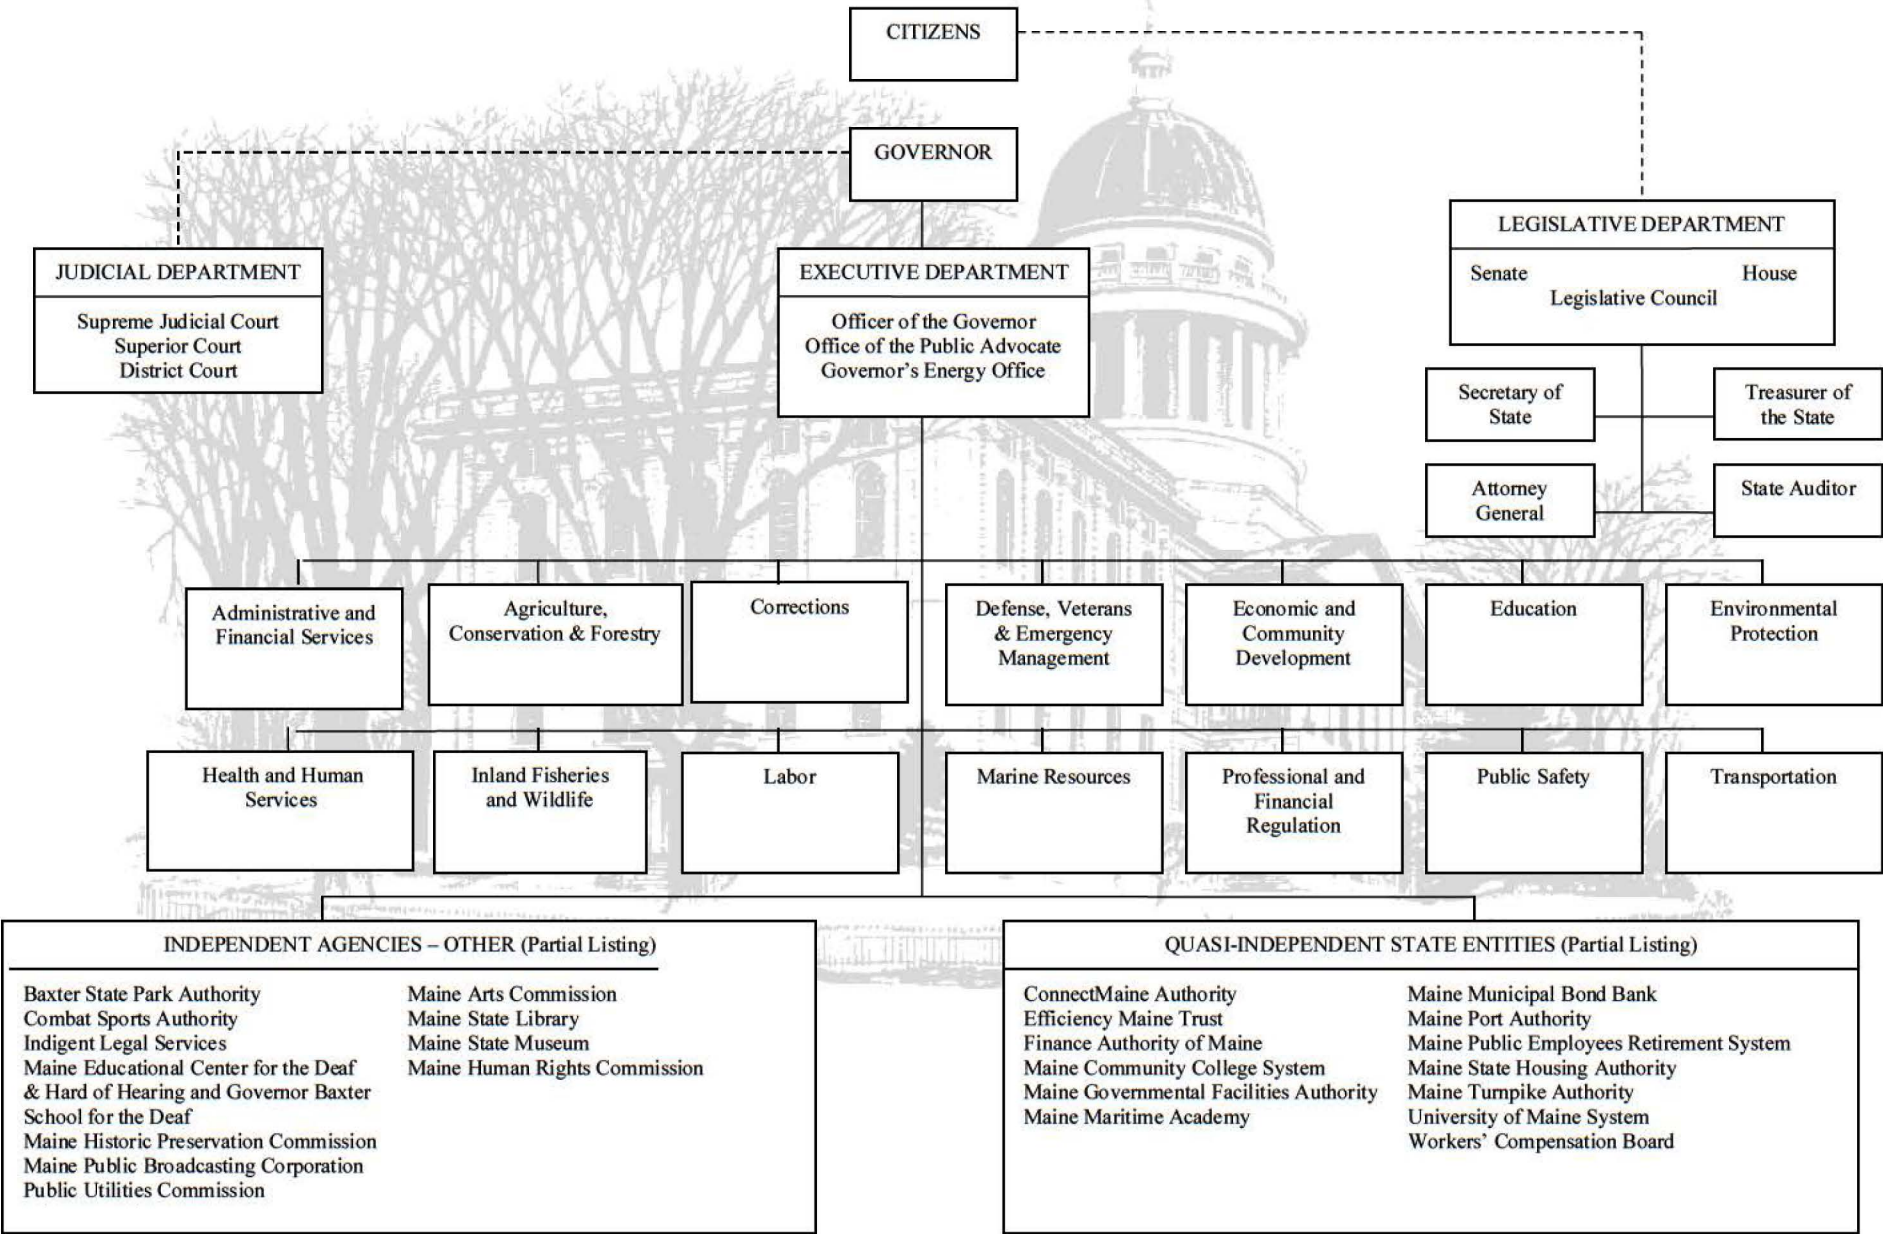 CITIZENS
GOVERNOR
JUDICIAL DEPARTMENT
Supreme Judicial Court
Superior Court
District Court
EXECUTIVE DEPARTMENT
Officer of the Governor
Office of the Public Advocate
Governor's Energy Office
LEGISLATIVE DEPARTMENT
Senate House
Legislative Council
Secretary of
State
Treasurer of
the State
Attorney
General
State Auditor
Administrative and
Financial Services
Agriculture,
Conservation & Forestry
Corrections
Defense, Veterans
& Emergency
Management
Economic and
Community
Development
Education
Environmental
Protection
Health and Human
Services
Inland Fisheries
and Wildlife
Labor
Marine Resources
Professional and
Financial
Regulation
Public Safety
Transportation
INDEPENDENT AGENCIES – OTHER (Partial Listing)
Baxter State Park Authority
Combat Sports Authority
Indigent Legal Services
Maine Educational Center for the Deaf
& Hard of Hearing and Governor Baxter
School for the Deaf
Maine Historic Preservation Commission
Maine Public Broadcasting Corporation
Public Utilities Commission
Maine Arts Commission
Maine State Library
Maine State Museum
Maine Human Rights Commission
QUASI-INDEPENDENT STATE ENTITIES (Partial Listing)
ConnectMaine Authority
Efficiency Maine Trust
Finance Authority of Maine
Maine Community College System
Maine Governmental Facilities Authority
Maine Maritime Academy
Maine Municipal Bond Bank
Maine Port Authority
Maine Public Employees Retirement System
Maine State Housing Authority
Maine Turnpike Authority
University of Maine System
Workers' Compensation Board